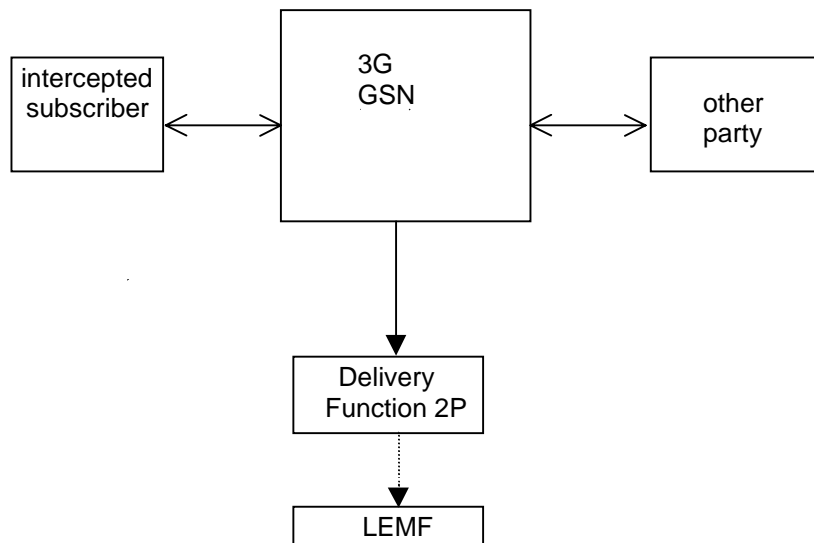 intercepted
subscriber
3G
GSN
other
party
Delivery
Function 2P
LEMF